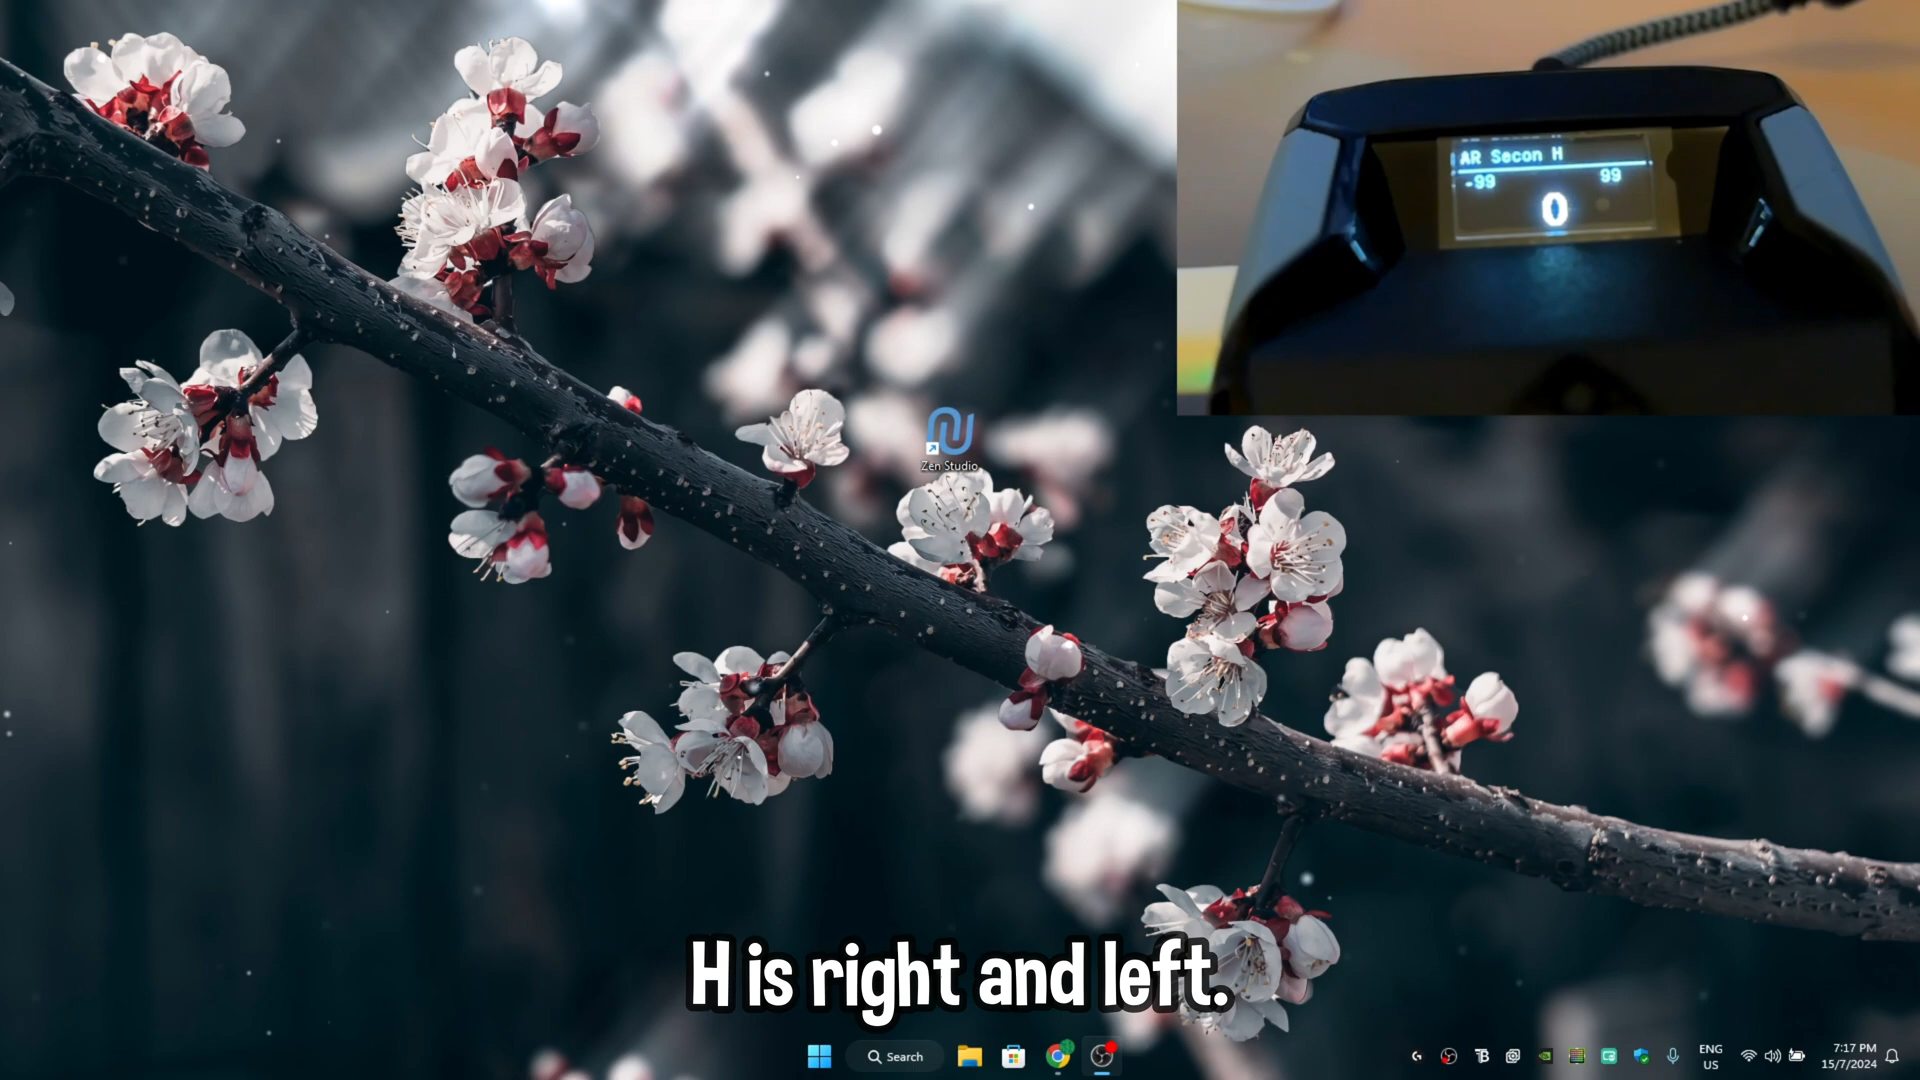 AR Secon H
-99 99
0
Zen Studio
H is right and left.
Search
ENG
US
7:17 PM
15/7/2024